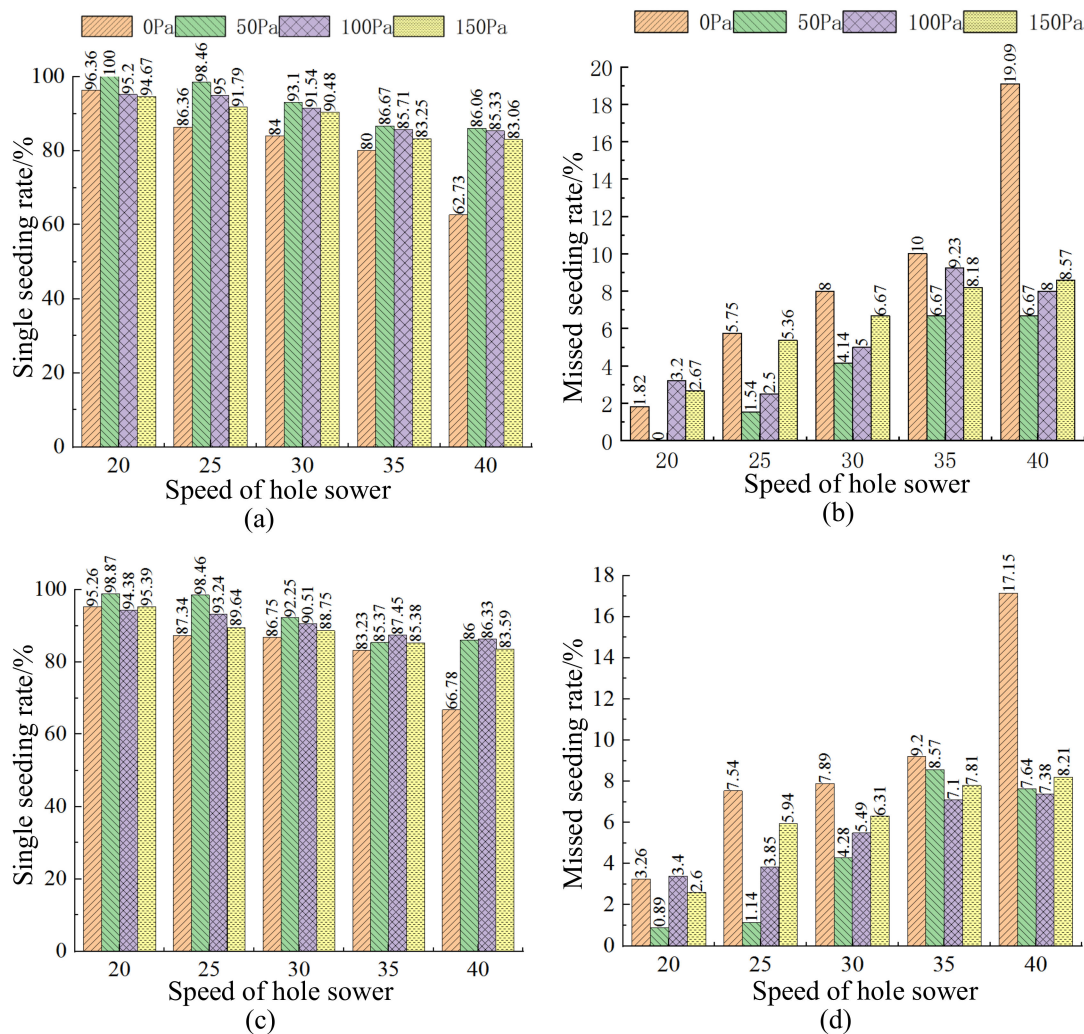 0Pa 50Pa 100Pa 150Pa
Single seeding rate/%
100
80
60
40
20
0
96.36 100 95.2 94.67
86.36 98.46 95 91.79
84 93.1 91.54 90.48
80 86.67 85.71 83.25
62.73 86.06 85.33 83.06
20 25 30 35 40
Speed of hole sower
(a)
0Pa 50Pa 100Pa 150Pa
Missed seeding rate/%
20
18
16
14
12
10
8
6
4
2
0
1.82 0 3.2 2.67
5.75 1.54 2.5 5.36
8 4.14 5 6.67
10 6.67 9.23 8.18
19.09 6.67 8 8.57
20 25 30 35 40
Speed of hole sower
(b)
Single seeding rate/%
100
80
60
40
20
0
95.26 98.87 94.38 95.39
87.34 98.46 93.24 89.64
86.75 92.25 90.51 88.75
83.23 85.37 87.45 85.38
66.78 86 86.33 83.59
20 25 30 35 40
Speed of hole sower
(c)
Missed seeding rate/%
18
16
14
12
10
8
6
4
2
0
3.26 0.89 3.4 2.6
7.54 1.14 3.85 5.94
7.89 4.28 5.49 6.31
9.2 8.57 7.1 7.81
17.15 7.64 7.38 8.21
20 25 30 35 40
Speed of hole sower
(d)